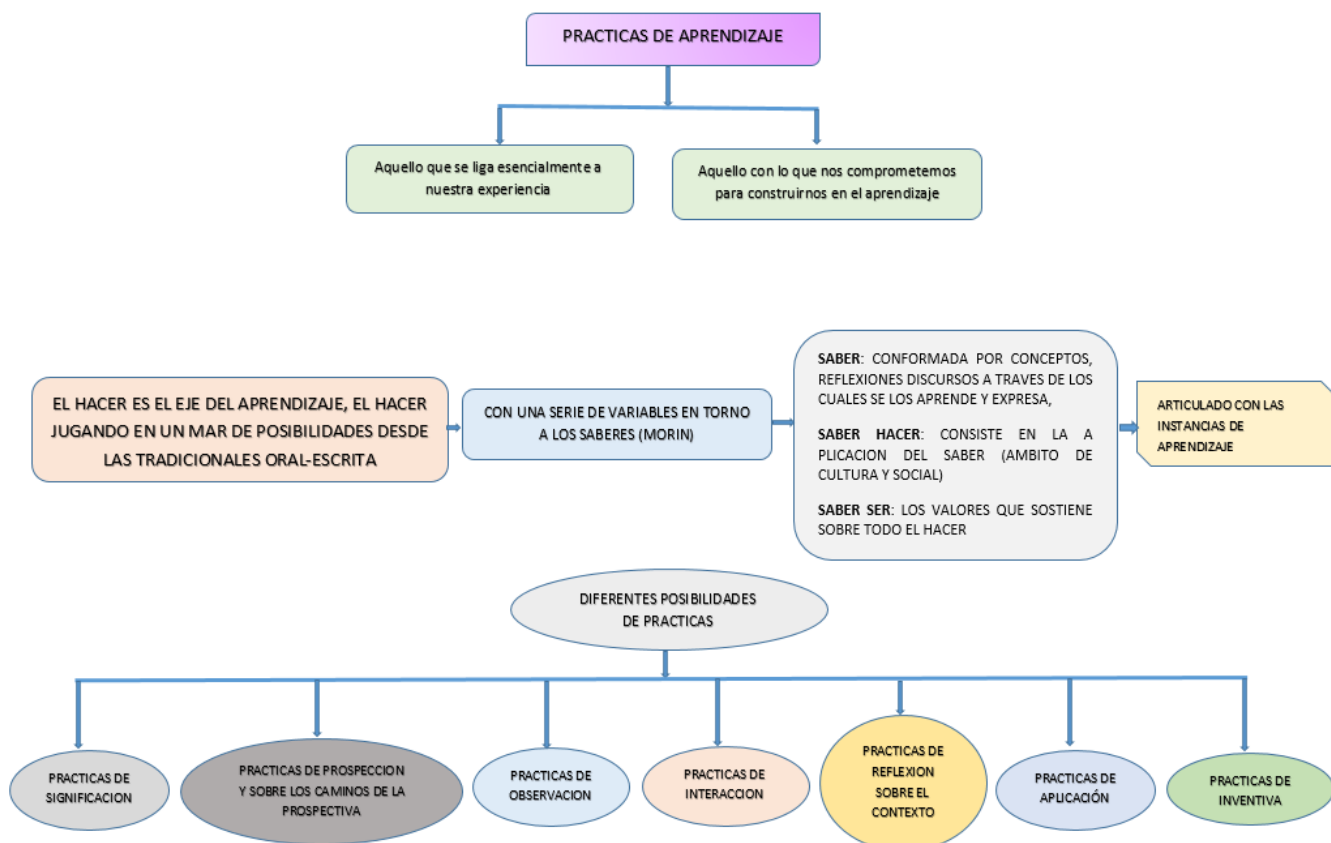 PRACTICAS DE APRENDIZAJE
Aquello que se liga esencialmente a
nuestra experiencia
Aquello con lo que nos comprometemos
para construirnos en el aprendizaje
EL HACER ES EL EJE DEL APRENDIZAJE, EL HACER
JUGANDO EN UN MAR DE POSIBILIDADES DESDE
LAS TRADICIONALES ORAL-ESCRITA
CON UNA SERIE DE VARIABLES EN TORNO
A LOS SABERES (MORIN)
SABER: CONFORMADA POR CONCEPTOS,
REFLEXIONES DISCURSOS A TRAVES DE LOS
CUALES SE LOS APRENDE Y EXPRESA,
SABER HACER: CONSISTE EN LA A
PLICACION DEL SABER (AMBITO DE
CULTURA Y SOCIAL)
SABER SER: LOS VALORES QUE SOSTIENE
SOBRE TODO EL HACER
ARTICULADO CON LAS
INSTANCIAS DE
APRENDIZAJE
DIFERENTES POSIBILIDADES
DE PRACTICAS
PRACTICAS DE
SIGNIFICACION
PRACTICAS DE PROSPECCION
Y SOBRE LOS CAMINOS DE LA
PROSPECTIVA
PRACTICAS DE
OBSERVACION
PRACTICAS DE
INTERACCION
PRACTICAS DE
REFLEXION
SOBRE EL
CONTEXTO
PRACTICAS DE
APLICACIÓN
PRACTICAS DE
INVENTIVA